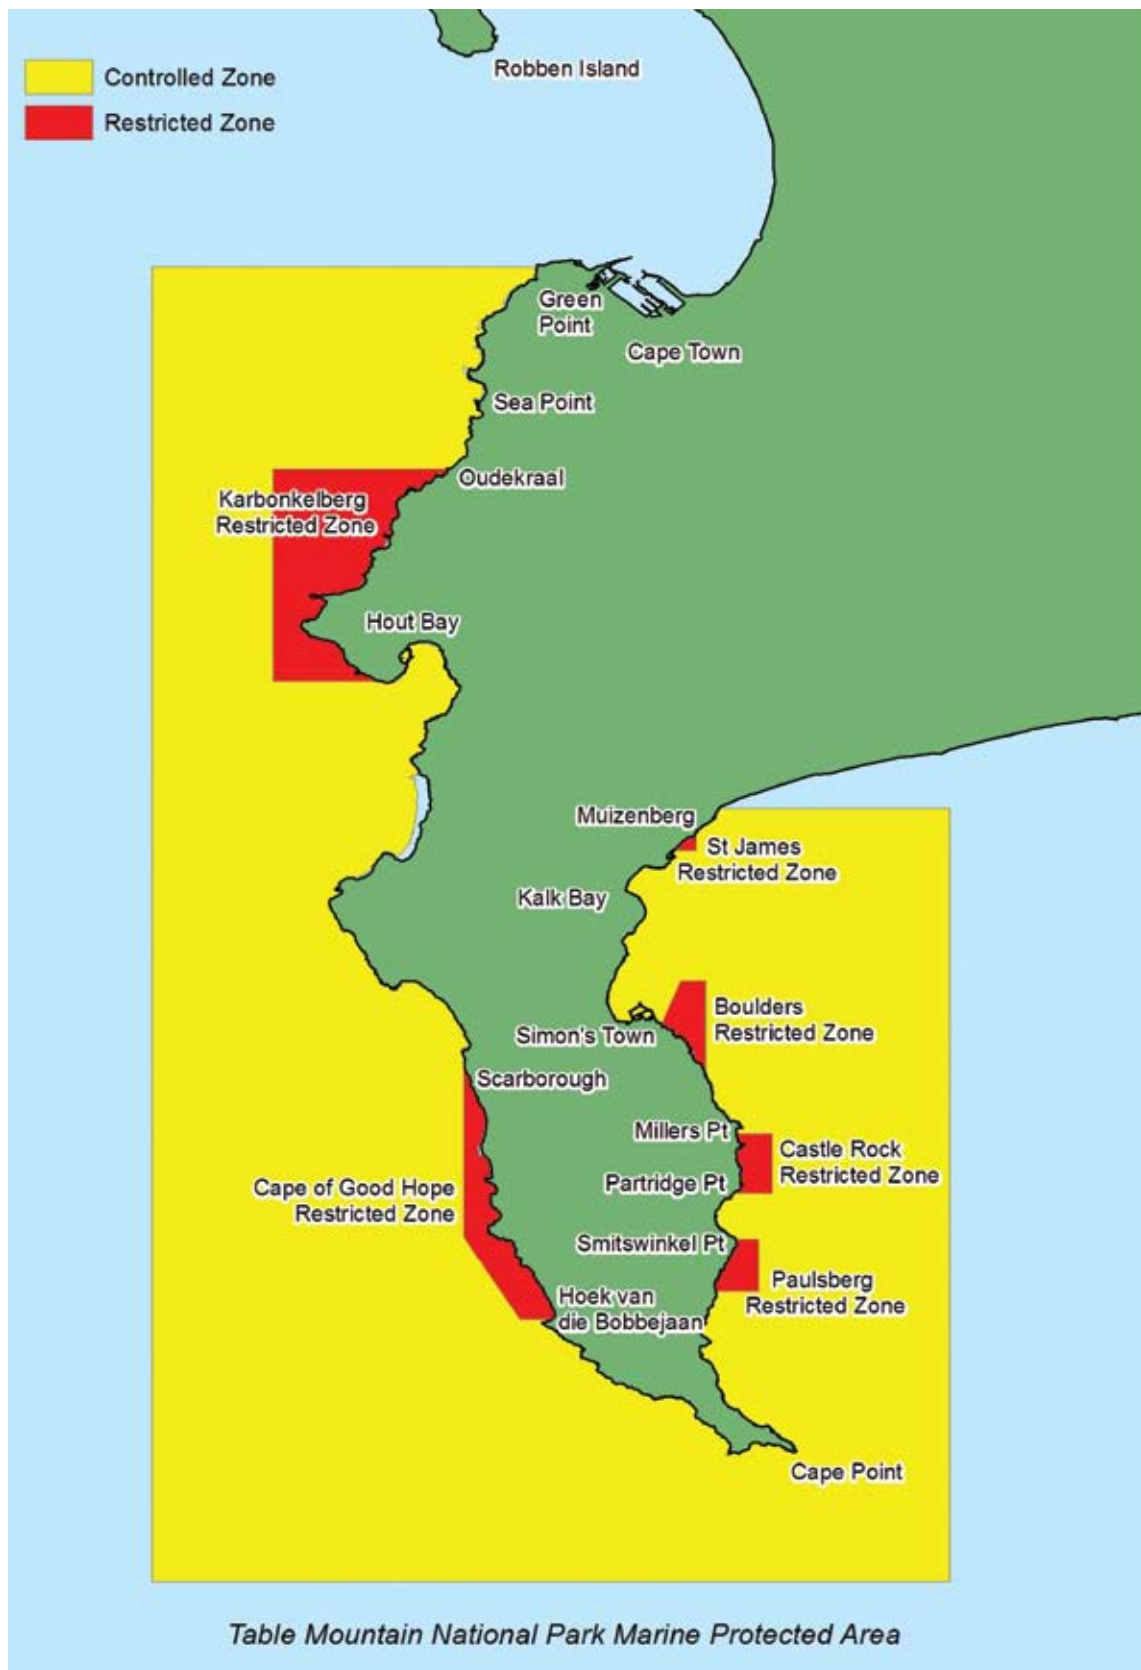 Robben Island
Controlled Zone
Restricted Zone
Green
Point
Cape Town
Sea Point
Oudekraal
Karbonkelberg
Restricted Zone
Hout Bay
Muizenberg
St James
Restricted Zone
Kalk Bay
Boulders
Restricted Zone
Simon's Town
Scarborough
Millers Pt
Castle Rock
Restricted Zone
Partridge Pt
Cape of Good Hope
Restricted Zone
Smitswinkel Pt
Paulsberg
Restricted Zone
Hoek van
die Bobbejaan
Cape Point
Table Mountain National Park Marine Protected Area